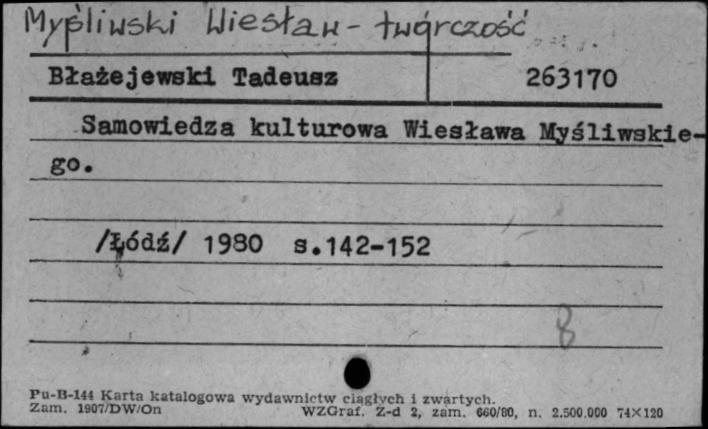 Myśliwski Wiesław - twórczość
Błażejewski Tadeusz 263170
Samowiedza kulturowa Wiesława Myśliwskie-
go.
/Łódź/ 1980 s.142-152
8
Pu-B-144 Karta katalogowa wydawnictw ciągłych i zwartych.
Zam. 1907/DW/On WZGraf. Z-d 2, zam. 660/80, n. 2.500.000 74×120